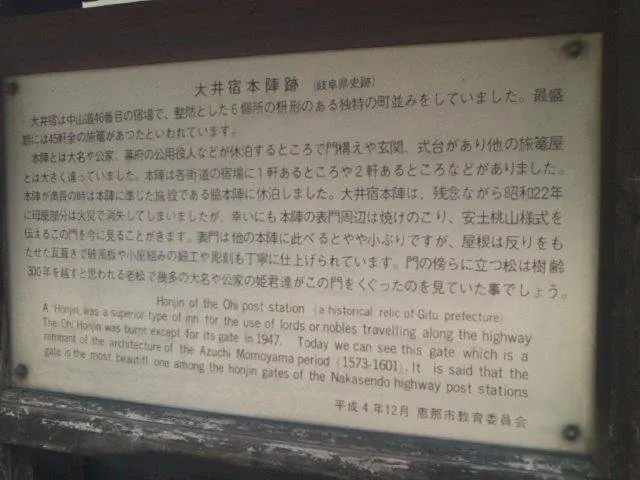 大井宿本陣跡 (岐阜県史跡)
大井宿は中山道46番目の宿場で、整然とした6個所の枡形のある独特の町並みをしていました。最盛
期には45軒余の旅篭があつたといわれています。
本陣とは大名や公家、幕府の公用役人などが休泊するところで門構えや玄関、式台があり他の旅篭屋
とは大きく違っていました。本陣は各街道の宿場に1軒あるところや2軒あるところなどがありました。
本陣が満員の時は本陣に準じた施設である脇本陣に休泊しました。大井宿本陣は、残念ながら昭和22年
に母屋部分は火災で消失してしまいましたが、幸いにも本陣の表門周辺は焼けのこり、安土桃山様式を
伝えるこの門を今に見ることがきます。表門は他の本陣に此べるとやや小ぶりですが、屋根は反りをも
たせた瓦葺きで破風板や小屋組みの細工や彫刻も丁寧に仕上げられています。門の傍らに立つ松は樹齢
300年を越すと思われる老松で幾多の大名や公家の姫君達がこの門をくぐったのを見ていた事でしょう。
Honjin of the Ohi post station (a historical relic of Gifu prefecture)
A "Honjin, was a superior type of inn for the use of lords or nobles travelling along the highway
The Ohi Honjin was burnt except for its gate in 1947. Today we can see this gate which is a
remnant of the architecture of the Azuchi Momoyama period (1573-1601). It is said that the
gate is the most beautifl one among the honjin gates of the Nakasendo highway post stations
平成4年12月 恵那市教育委員会